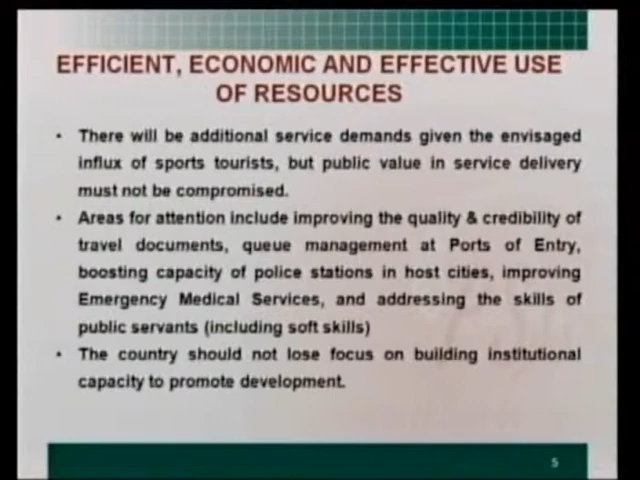 EFFICIENT, ECONOMIC AND EFFECTIVE USE
OF RESOURCES
• There will be additional service demands given the envisaged
influx of sports tourists, but public value in service delivery
must not be compromised.
• Areas for attention include improving the quality & credibility of
travel documents, queue management at Ports of Entry,
boosting capacity of police stations in host cities, improving
Emergency Medical Services, and addressing the skills of
public servants (including soft skills)
• The country should not lose focus on building institutional
capacity to promote development.
5